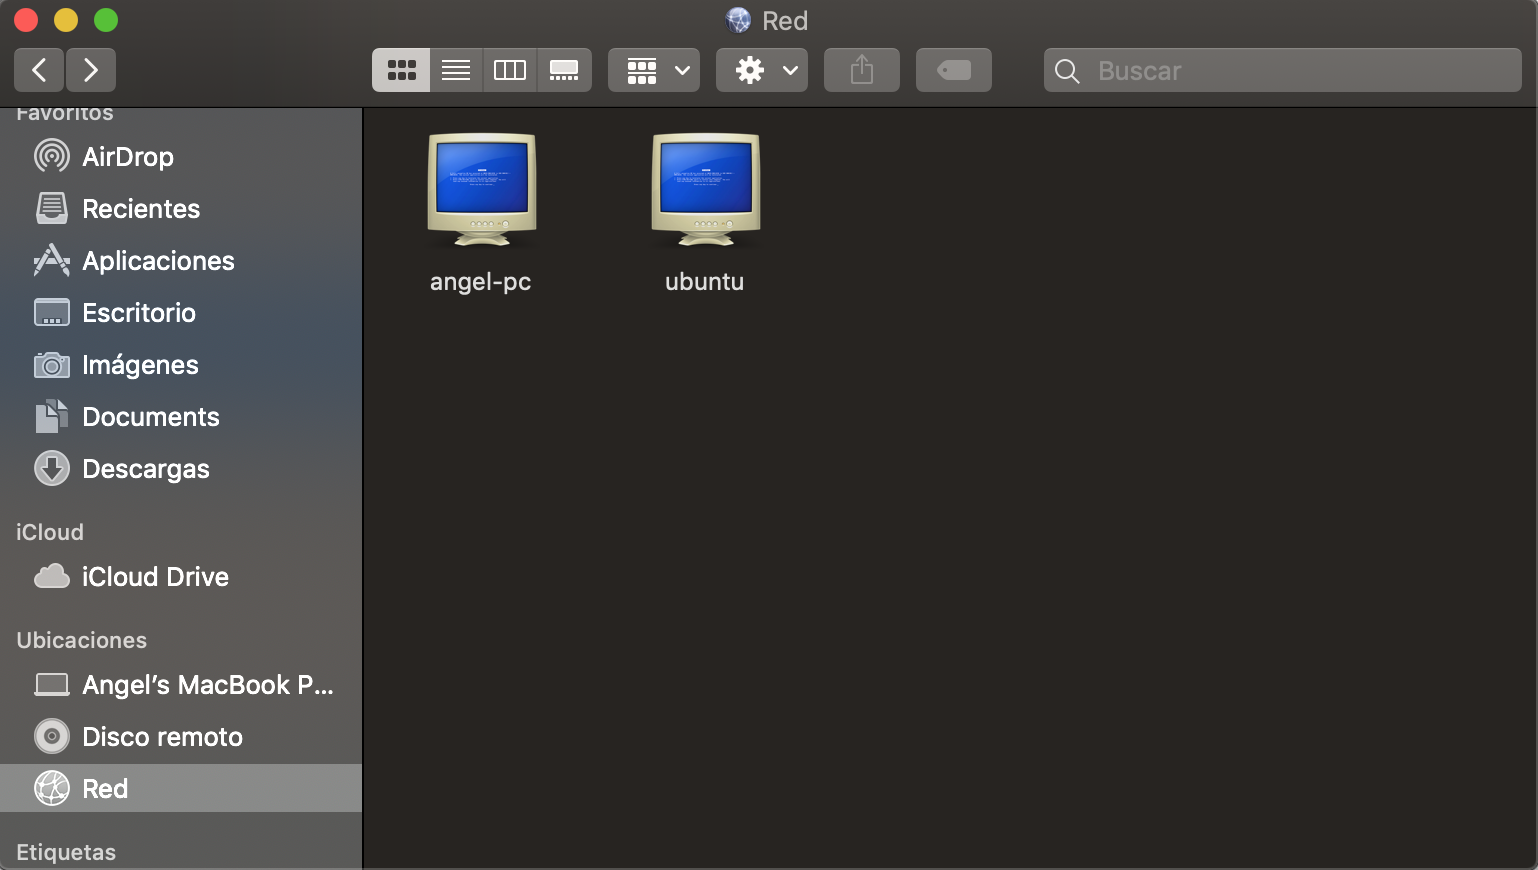 Red
Buscar
Favoritos
AirDrop
Recientes
Aplicaciones
Escritorio
Imágenes
Documents
Descargas
iCloud
iCloud Drive
Ubicaciones
Angel’s MacBook P...
Disco remoto
Red
Etiquetas
angel-pc
ubuntu